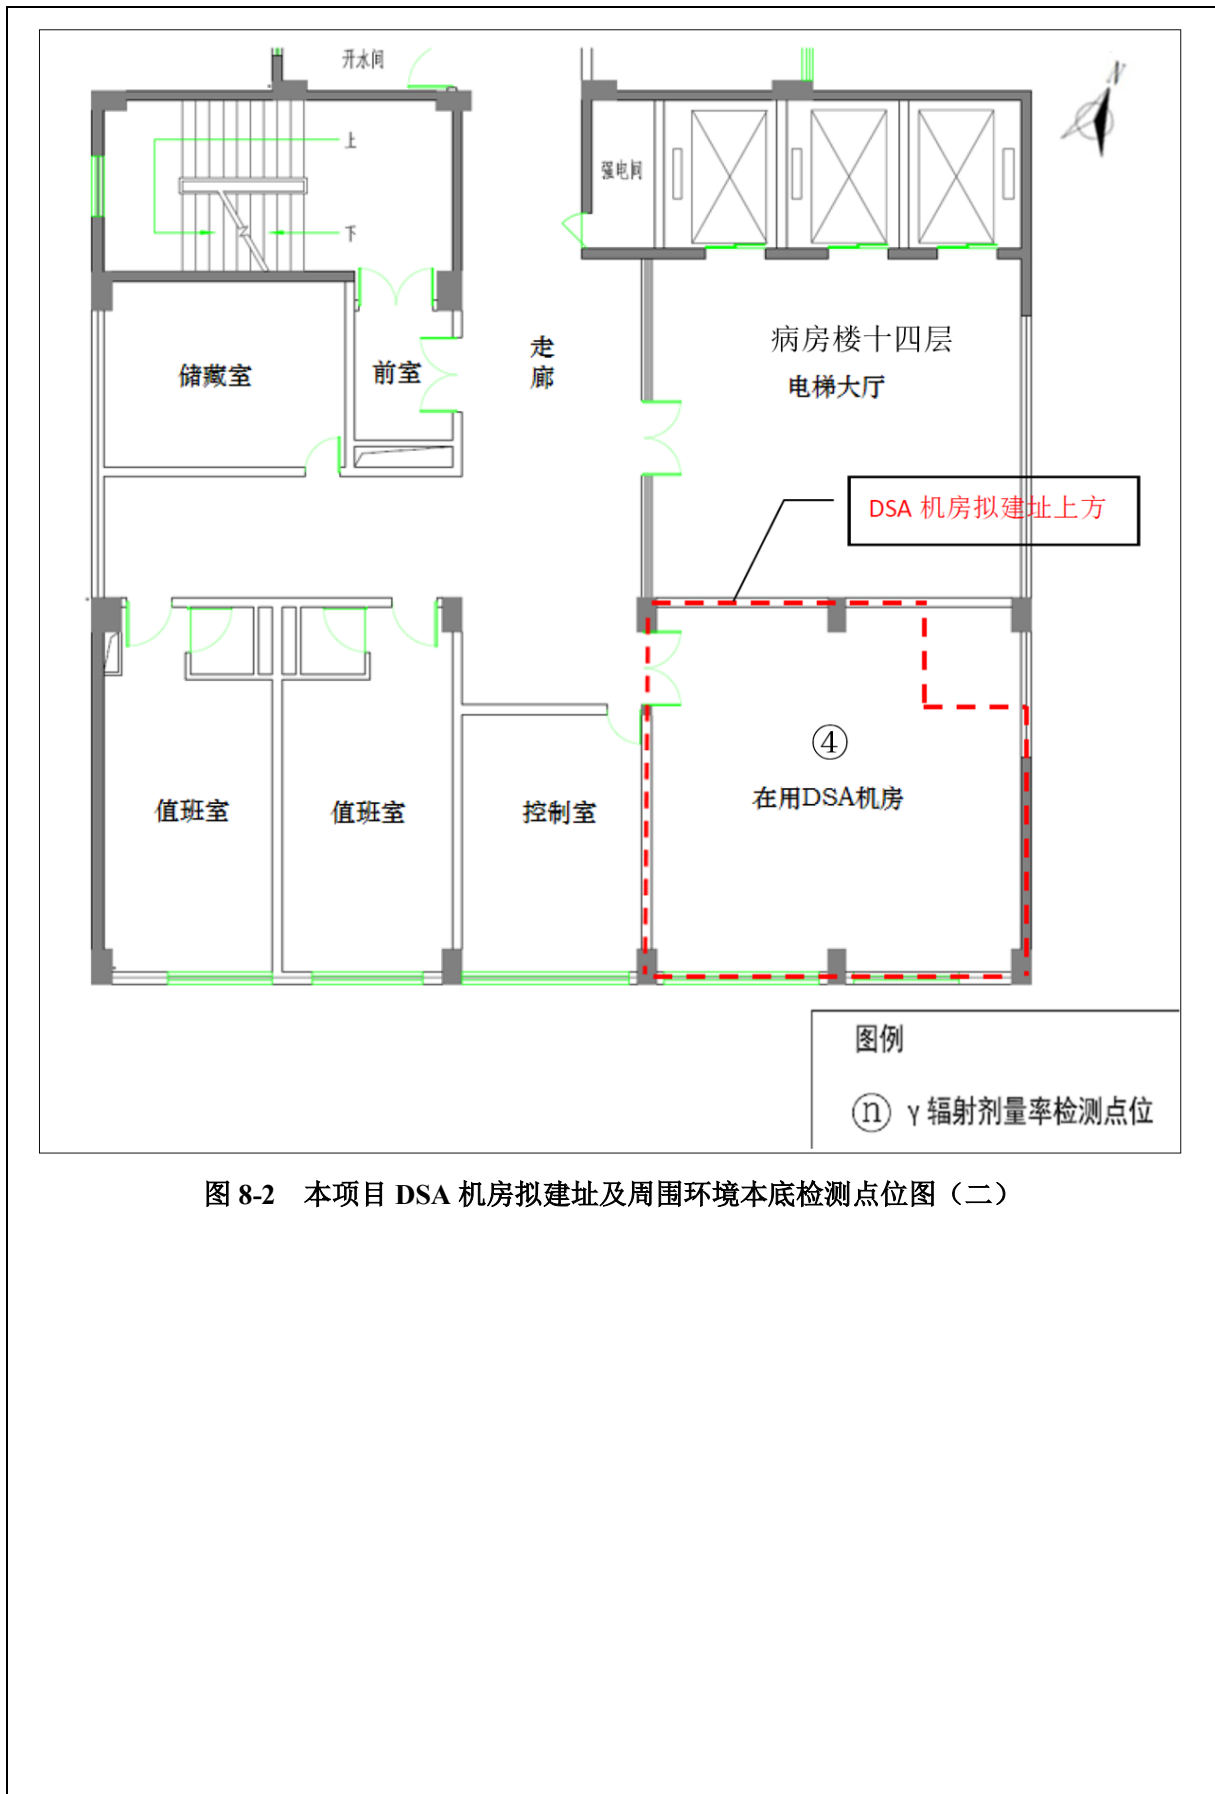 开水间
N
上
强电间
下
病房楼十四层
走
廊
储藏室
前室
电梯大厅
DSA 机房拟建址上方
④
值班室
值班室
控制室
在用DSA机房
图例
ⓝ γ 辐射剂量率检测点位
图 8-2 本项目 DSA 机房拟建址及周围环境本底检测点位图（二）